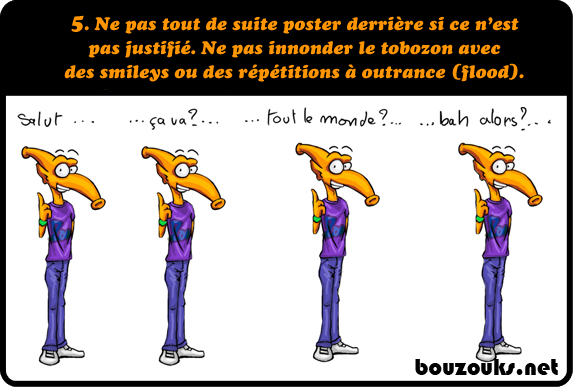 5. Ne pas tout de suite poster derrière si ce n'est
pas justifié. Ne pas innonder le tobozon avec
des smileys ou des répétitions à outrance (flood).
Salut ... ...ça va?... ... tout le monde?... ...bah alors?...
bouzouks.net